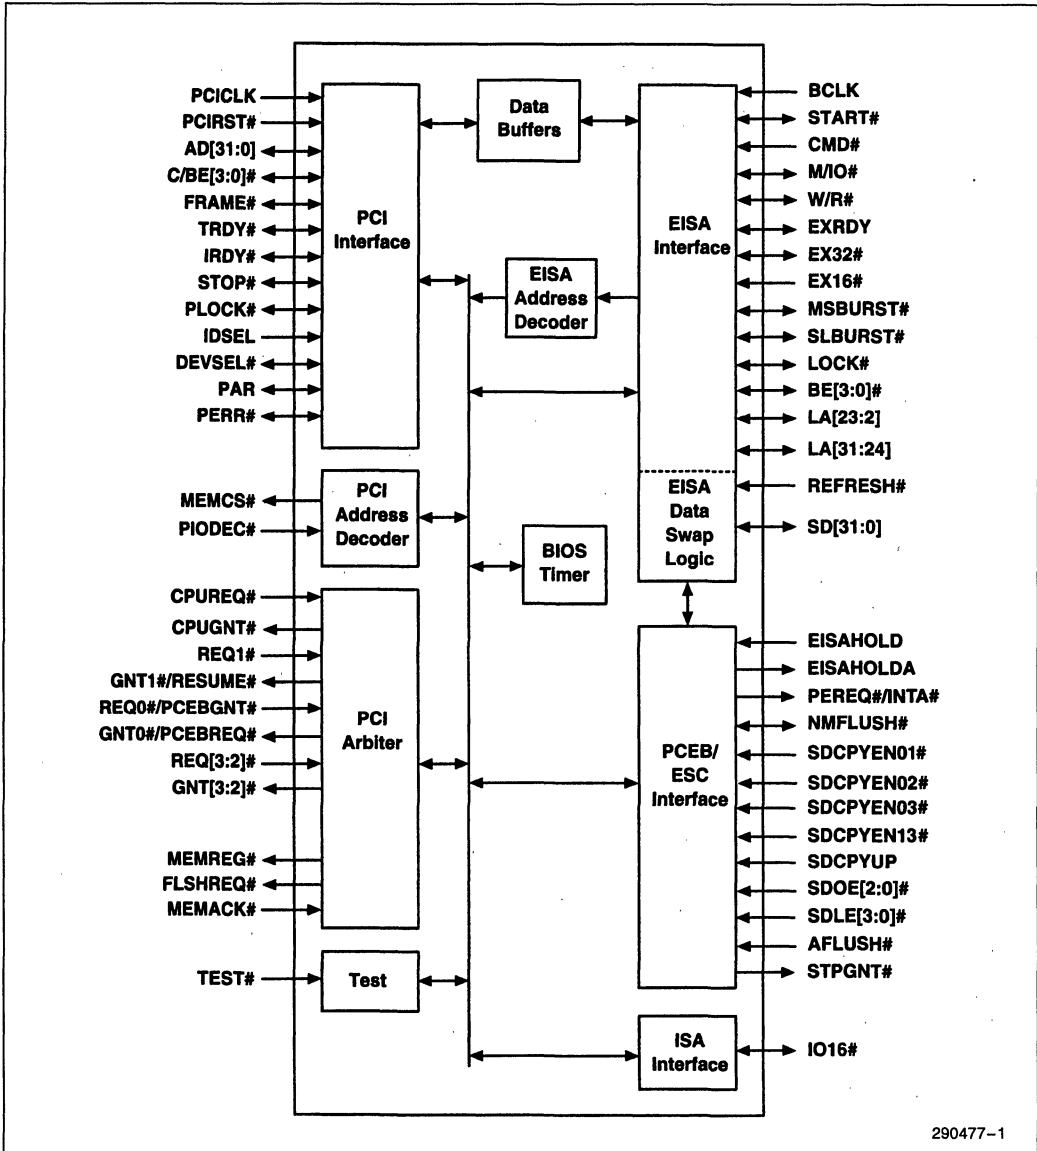 PCICLK
PCIRST#
AD[31:0]
C/BE[3:0]#
FRAME#
TRDY#
IRDY#
STOP#
PLOCK#
IDSEL
DEVSEL#
PAR
PERR#
MEMCS#
PIODEC#
CPUREQ#
CPUGNT#
REQ1#
GNT1#/RESUME#
REQ0#/PCEBGNT#
GNT0#/PCEBREQ#
REQ[3:2]#
GNT[3:2]#
MEMREG#
FLSHREQ#
MEMACK#
TEST#
PCI
Interface
PCI
Address
Decoder
PCI
Arbiter
Test
Data
Buffers
EISA
Address
Decoder
BIOS
Timer
EISA
Interface
EISA
Data
Swap
Logic
PCEB/
ESC
Interface
ISA
Interface
BCLK
START#
CMD#
M/IO#
W/R#
EXRDY
EX32#
EX16#
MSBURST#
SLBURST#
LOCK#
BE[3:0]#
LA[23:2]
LA[31:24]
REFRESH#
SD[31:0]
EISAHOLD
EISAHOLDA
PEREQ#/INTA#
NMFLUSH#
SDCPYEN01#
SDCPYEN02#
SDCPYEN03#
SDCPYEN13#
SDCPYUP
SDOE[2:0]#
SDLE[3:0]#
AFLUSH#
STPGNT#
IO16#
290477–1